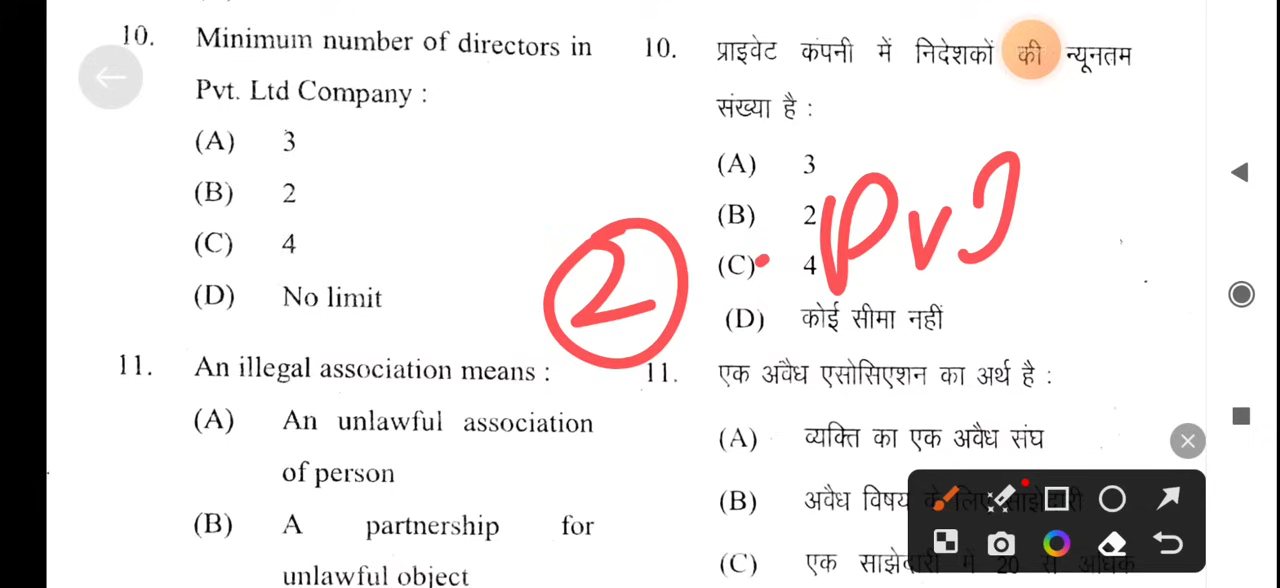 10. Minimum number of directors in
Pvt. Ltd Company :
(A) 3
(B) 2
(C) 4
(D) No limit
11. An illegal association means :
(A) An unlawful association
of person
(B) A partnership for
unlawful object
2
10. प्राइवेट कंपनी में निदेशकों की न्यूनतम
संख्या है :
(A) 3
(B) 2
(C) 4
(D) कोई सीमा नहीं
Pvt
11. एक अवैध एसोसिएशन का अर्थ है :
(A) व्यक्ति का एक अवैध संघ
(B) अवैध विषय के लिए साझेदारी
(C) एक साझेदारी में 20 से अधिक